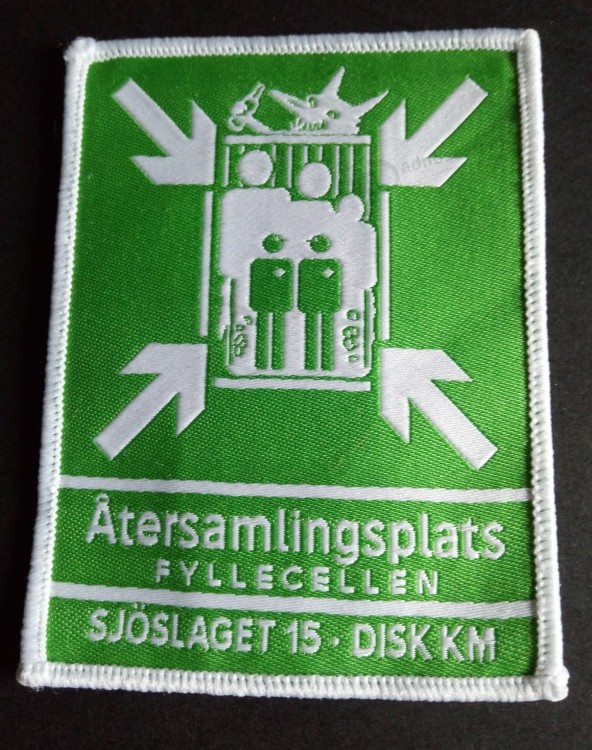 Återsamlingsplats
FYLLECELLEN
SJÖSLAGET 15 · DISK KM